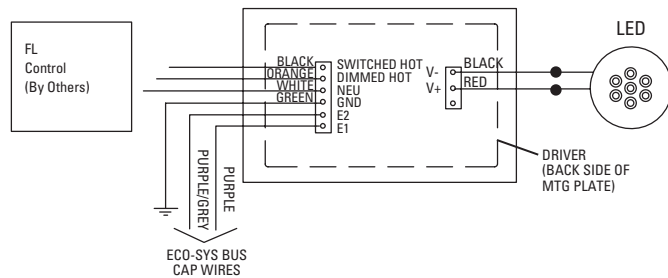 FL
Control
(By Others)
BLACK
ORANGE
WHITE
GREEN
SWITCHED HOT
DIMMED HOT
NEU
GND
E2
E1
V-
V+
BLACK
RED
LED
DRIVER
(BACK SIDE OF
MTG PLATE)
PURPLE/GREY
PURPLE
ECO-SYS BUS
CAP WIRES